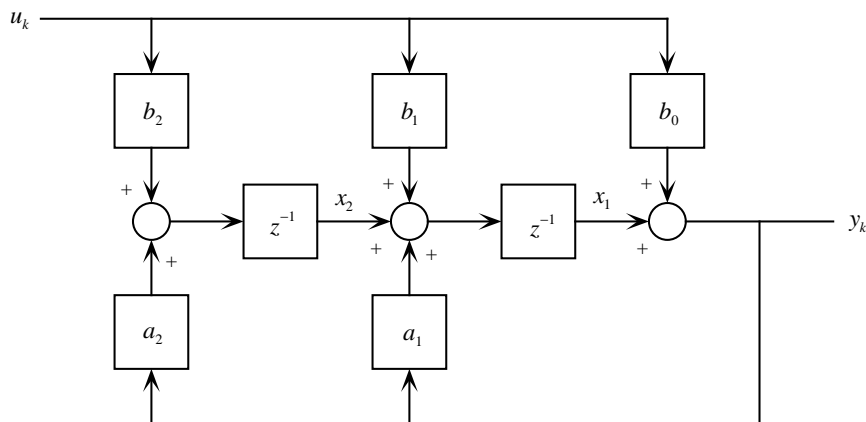 u_k
b_2 b_1 b_0
+ + +
x_2 x_1
z^{-1} z^{-1} y_k
+ + + +
a_2 a_1